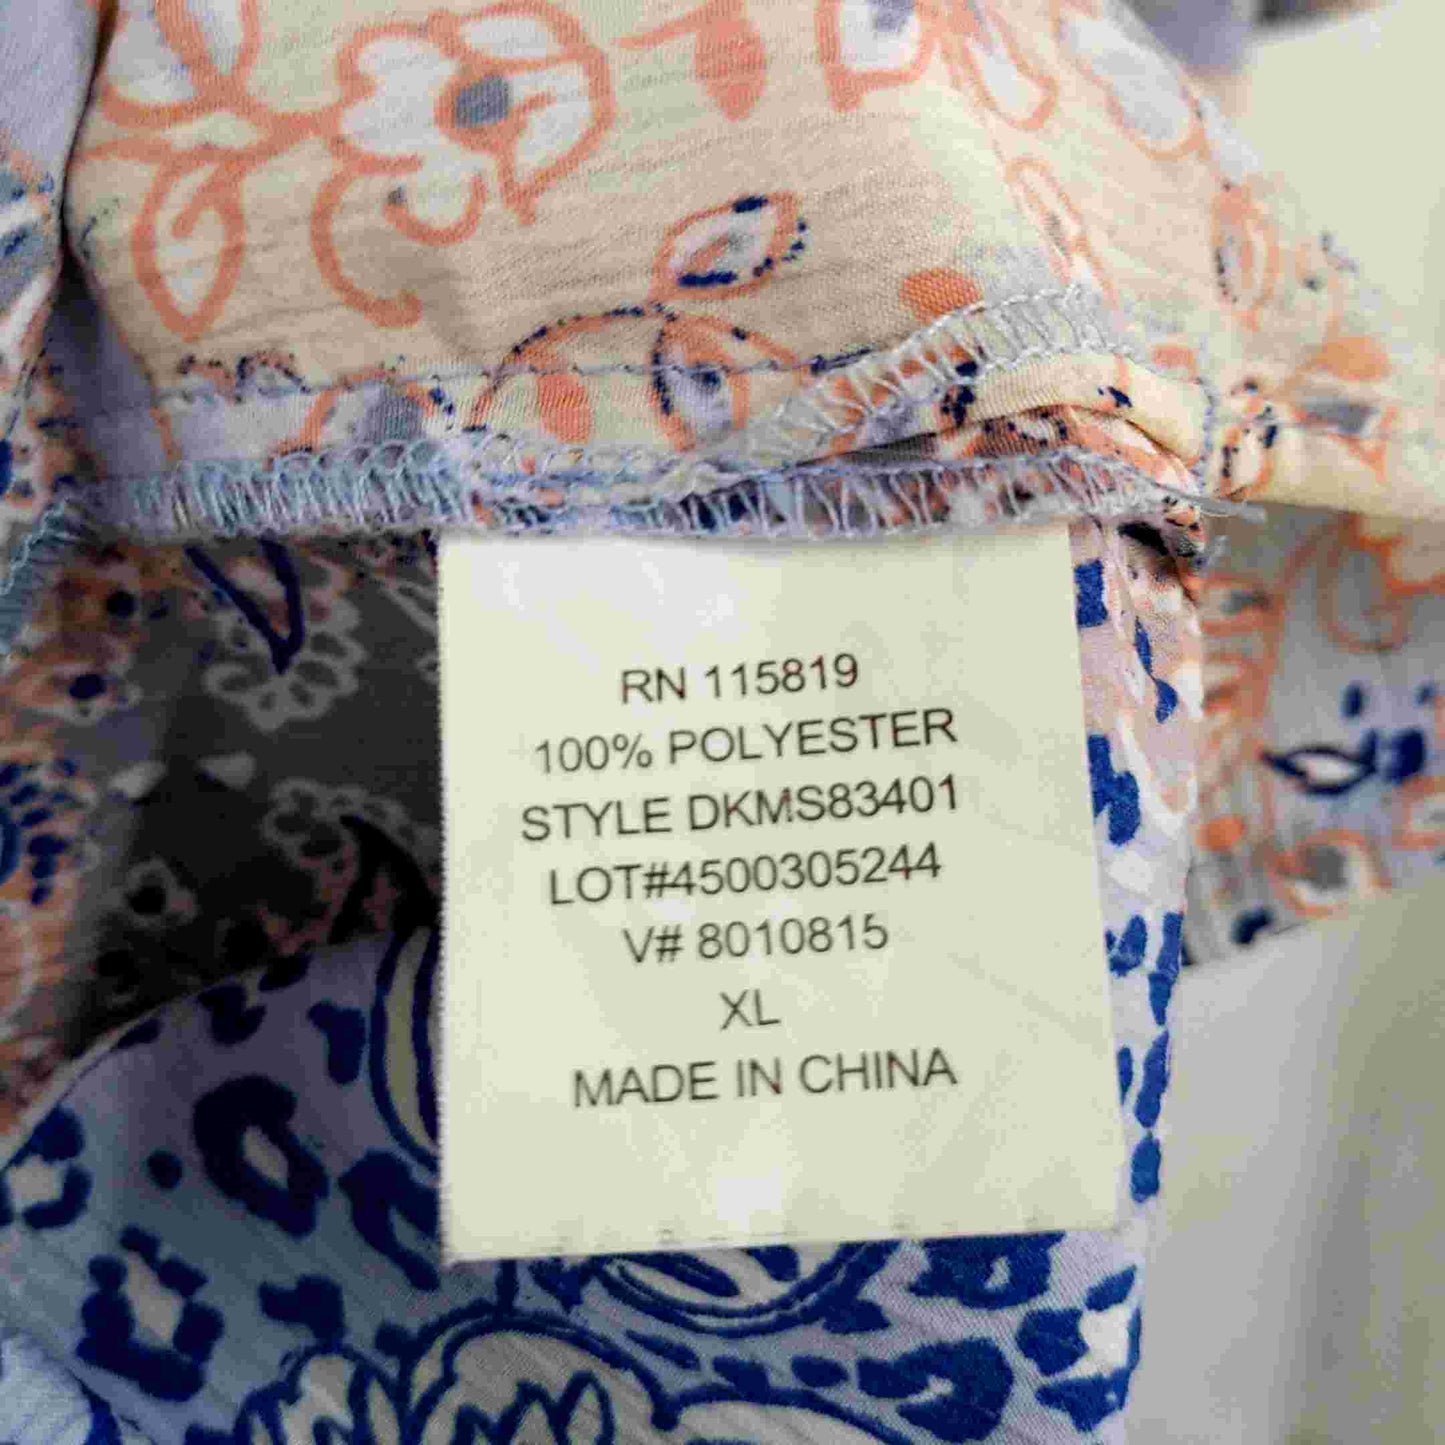 RN 115819
100% POLYESTER
STYLE DKMS83401
LOT#4500305244
V# 8010815
XL
MADE IN CHINA